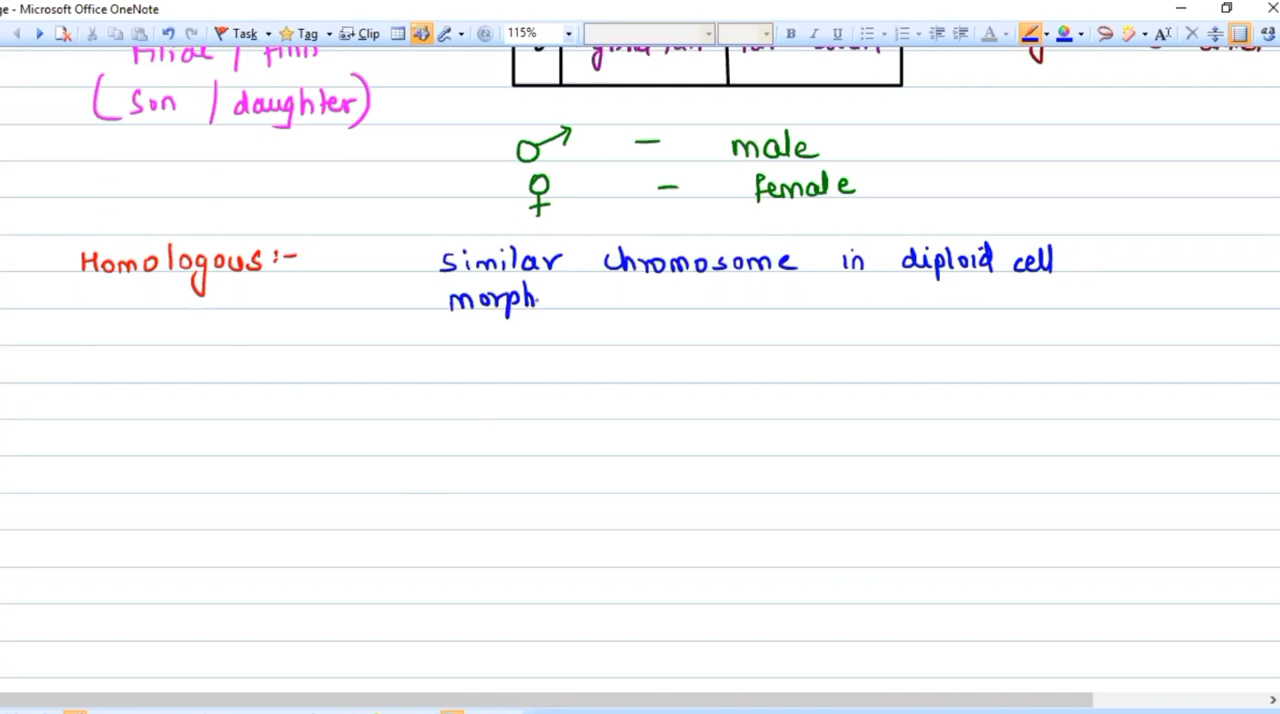 - Microsoft Office OneNote
Task Tag Clip 115%
(Son / daughter)
♂ - male
♀ - female
Homologous :- Similar chromosome in diploid cell
morph